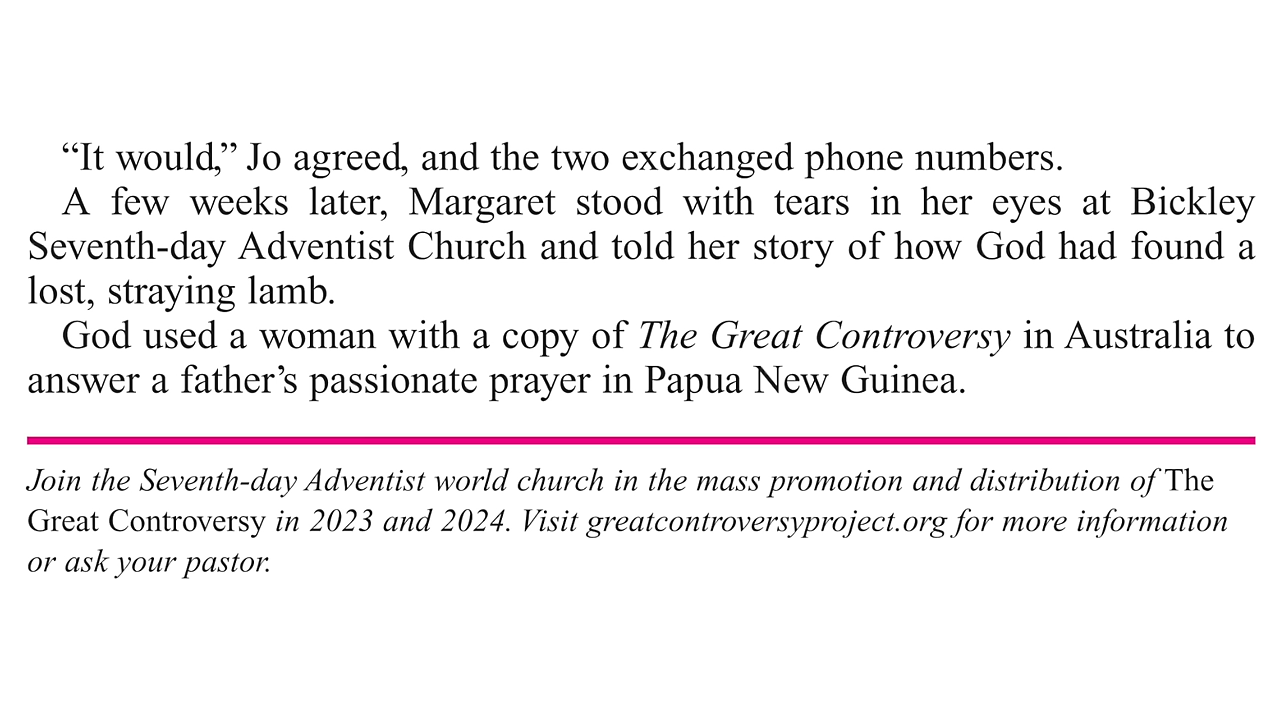 “It would,” Jo agreed, and the two exchanged phone numbers.
A few weeks later, Margaret stood with tears in her eyes at Bickley
Seventh-day Adventist Church and told her story of how God had found a
lost, straying lamb.
God used a woman with a copy of The Great Controversy in Australia to
answer a father’s passionate prayer in Papua New Guinea.
Join the Seventh-day Adventist world church in the mass promotion and distribution of The
Great Controversy in 2023 and 2024. Visit greatcontroversyproject.org for more information
or ask your pastor.